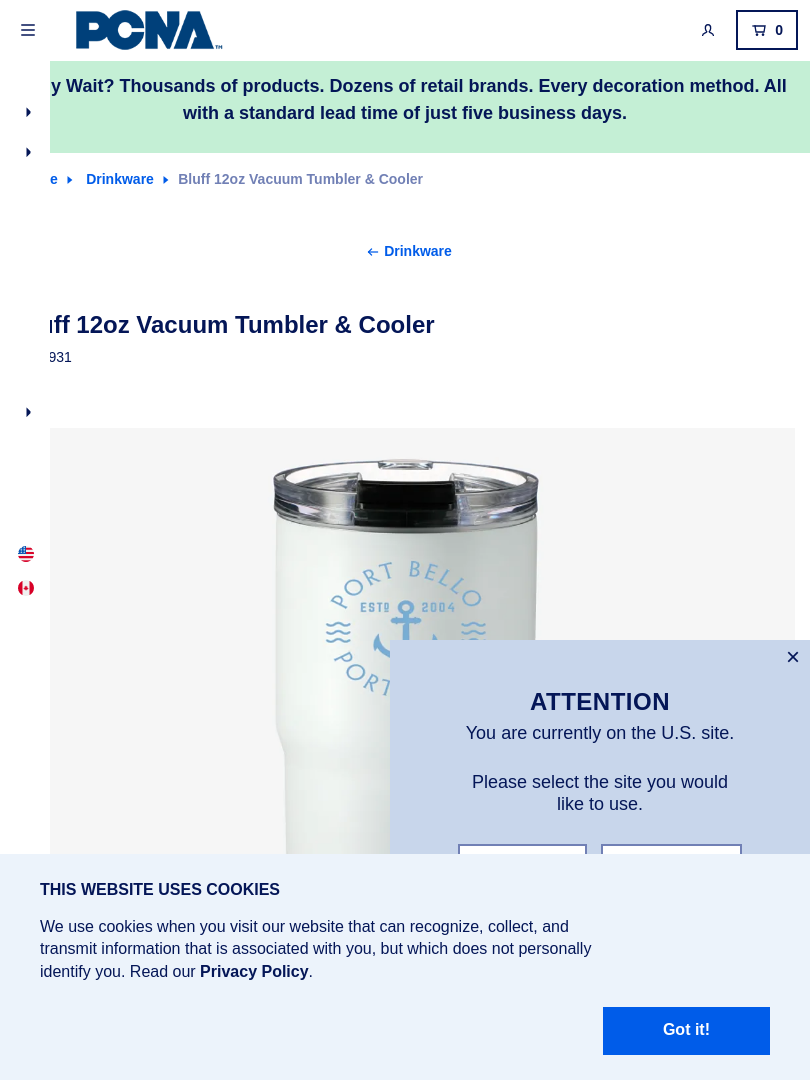 PCNA
TM
0
y Wait? Thousands of products. Dozens of retail brands. Every decoration method. All
with a standard lead time of just five business days.
e Drinkware Bluff 12oz Vacuum Tumbler & Cooler
Drinkware
ff 12oz Vacuum Tumbler & Cooler
931
PORT BELLO
ESTD 2004
PORT
ATTENTION
You are currently on the U.S. site.
Please select the site you would
like to use.
THIS WEBSITE USES COOKIES
We use cookies when you visit our website that can recognize, collect, and
transmit information that is associated with you, but which does not personally
identify you. Read our Privacy Policy.
Got it!